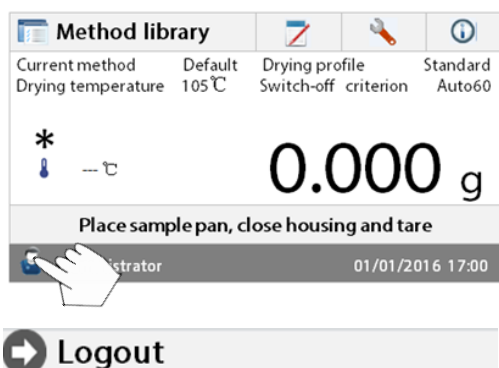 Method library
Current method Default Drying profile Standard
Drying temperature 105℃ Switch-off criterion Auto60
* --- ℃ 0.000 g
Place sample pan, close housing and tare
istrator 01/01/2016 17:00
Logout